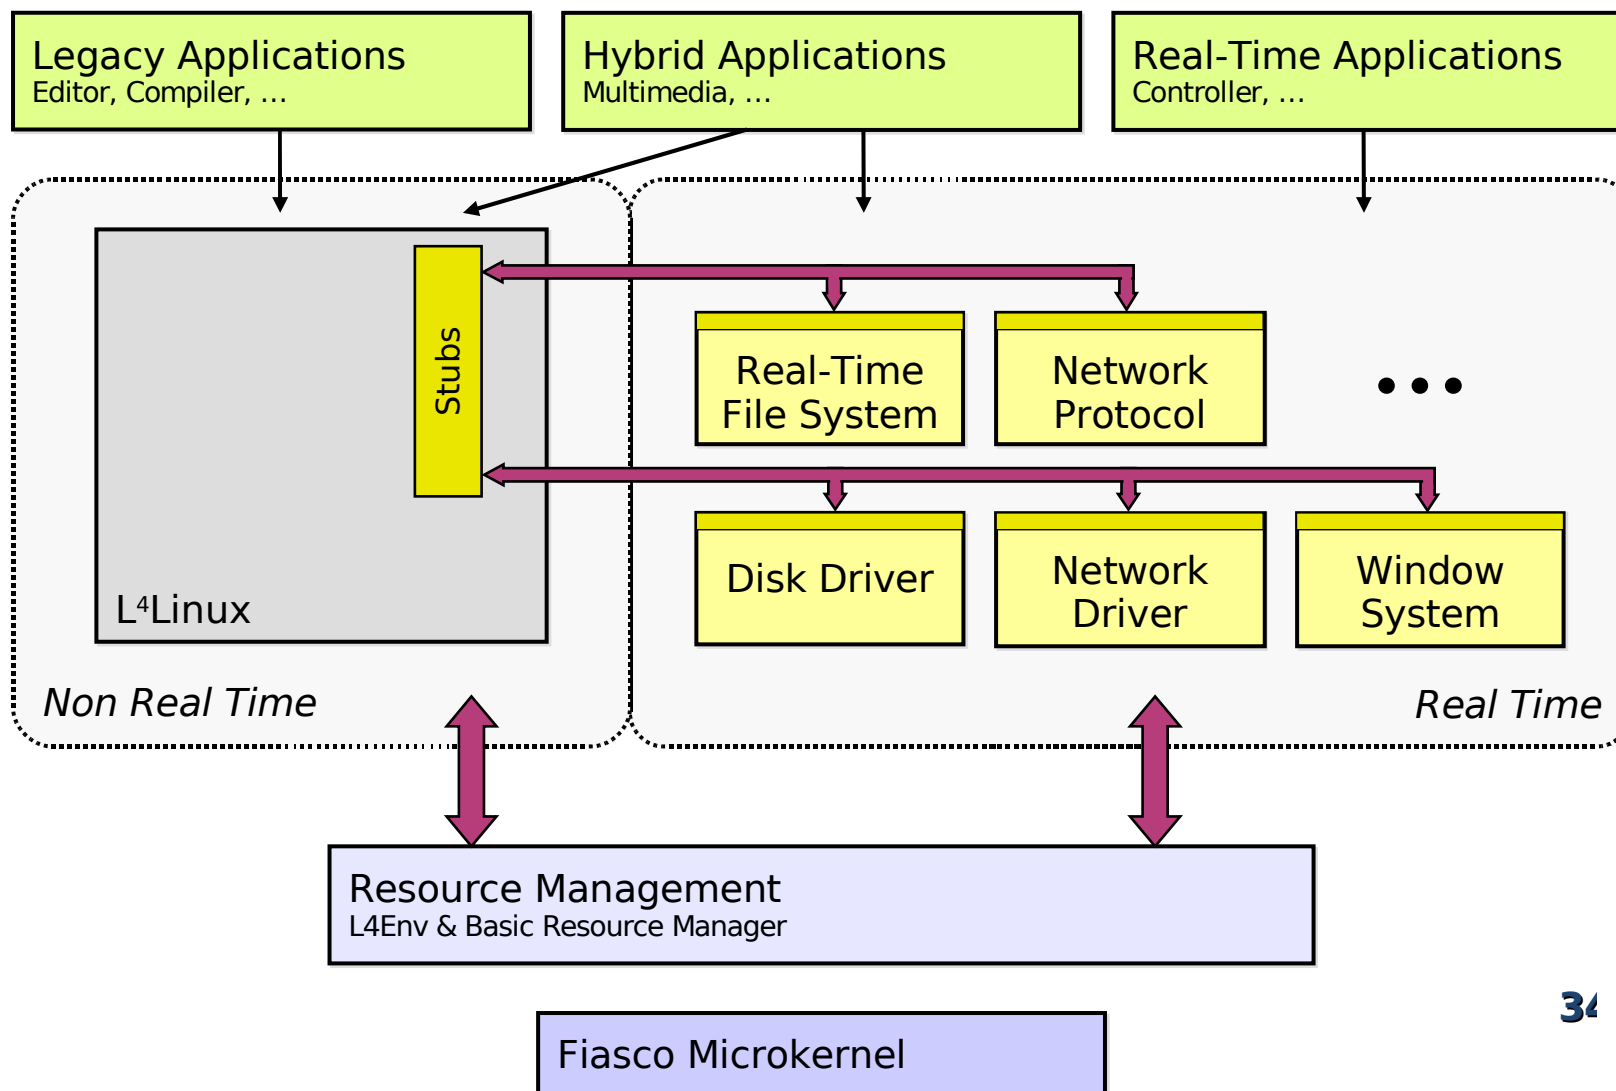 Legacy Applications
Editor, Compiler, …
Hybrid Applications
Multimedia, …
Real-Time Applications
Controller, …
Stubs
L⁴Linux
Non Real Time
Real-Time
File System
Network
Protocol
Disk Driver
Network
Driver
Window
System
Real Time
Resource Management
L4Env & Basic Resource Manager
Fiasco Microkernel
34